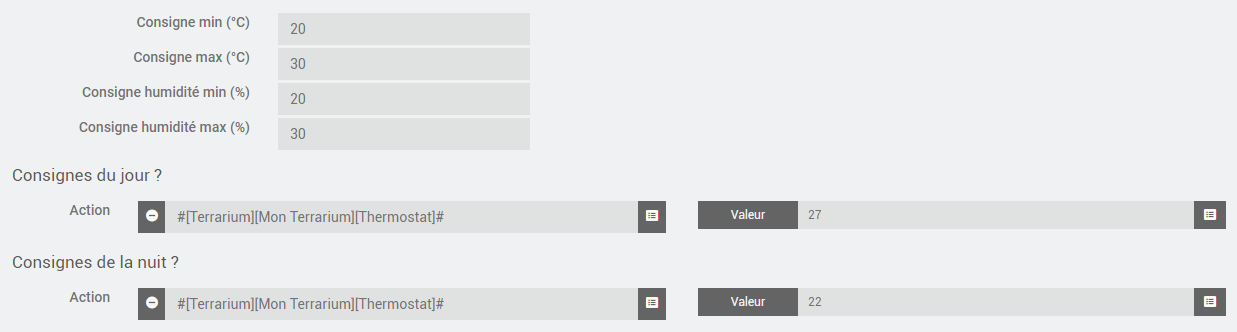 Consigne min (°C) 20
Consigne max (°C) 30
Consigne humidité min (%) 20
Consigne humidité max (%) 30
Consignes du jour ?
Action #[Terrarium][Mon Terrarium][Thermostat]# Valeur 27
Consignes de la nuit ?
Action #[Terrarium][Mon Terrarium][Thermostat]# Valeur 22